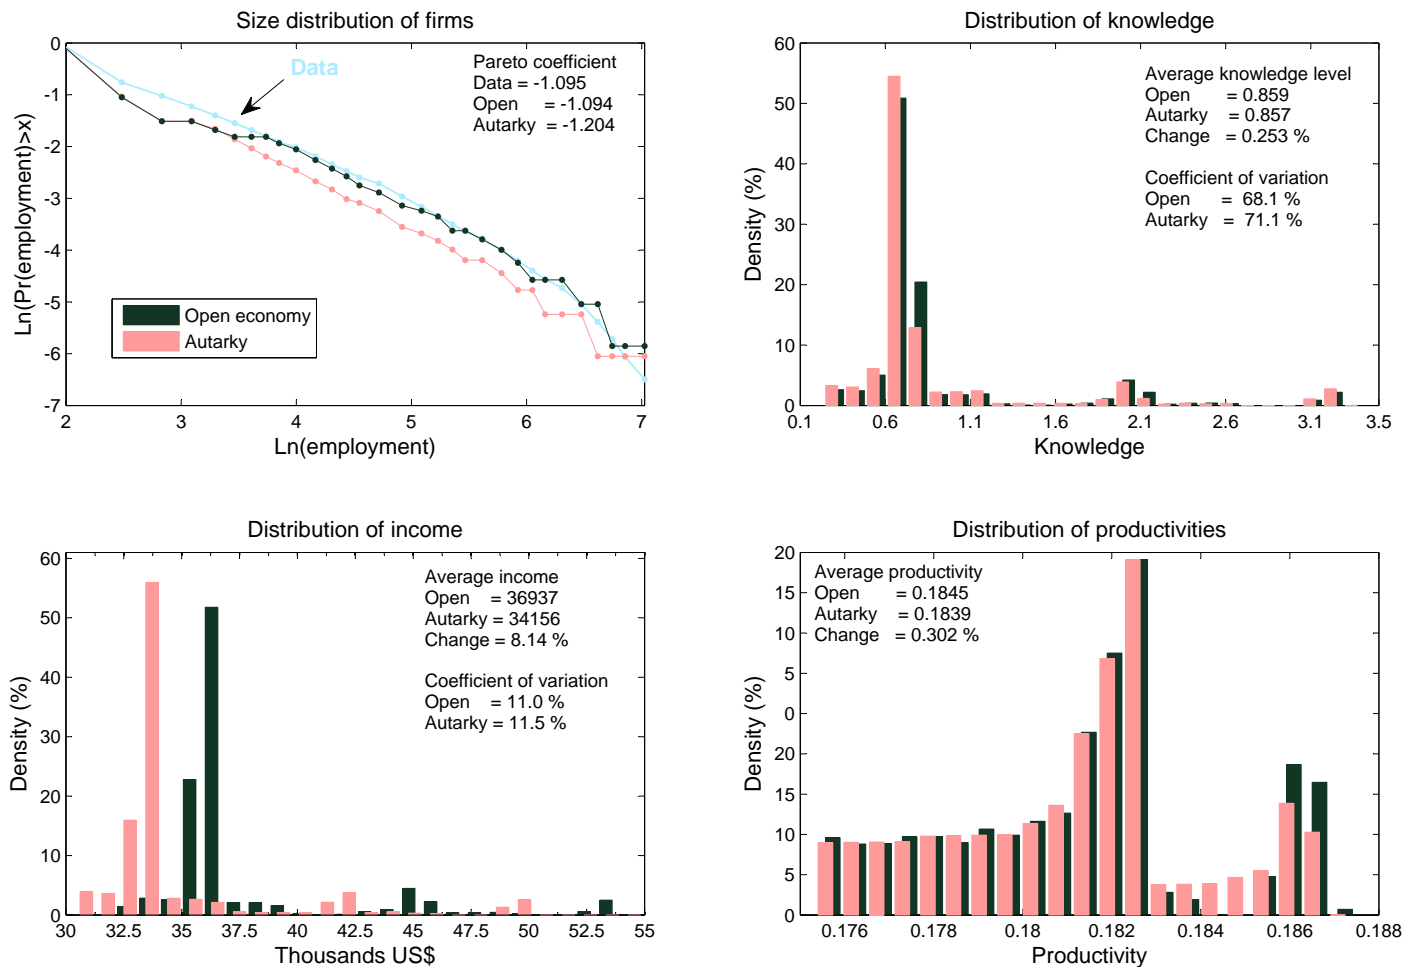 Size distribution of firms
0
-1
-2
-3
-4
-5
-6
-7
Ln(Pr(employment)>x)
Data
Pareto coefficient
Data = -1.095
Open = -1.094
Autarky = -1.204
Open economy
Autarky
2 3 4 5 6 7
Ln(employment)
Distribution of knowledge
60
50
40
30
20
10
0
Density (%)
Average knowledge level
Open = 0.859
Autarky = 0.857
Change = 0.253 %
Coefficient of variation
Open = 68.1 %
Autarky = 71.1 %
0.1 0.6 1.1 1.6 2.1 2.6 3.1 3.5
Knowledge
Distribution of income
60
50
40
30
20
10
0
Density (%)
Average income
Open = 36937
Autarky = 34156
Change = 8.14 %
Coefficient of variation
Open = 11.0 %
Autarky = 11.5 %
30 32.5 35 37.5 40 42.5 45 47.5 50 52.5 55
Thousands US$
Distribution of productivities
20
15
20
15
5
0
20
15
10
5
0
Density (%)
Average productivity
Open = 0.1845
Autarky = 0.1839
Change = 0.302 %
0.176 0.178 0.18 0.182 0.184 0.186 0.188
Productivity